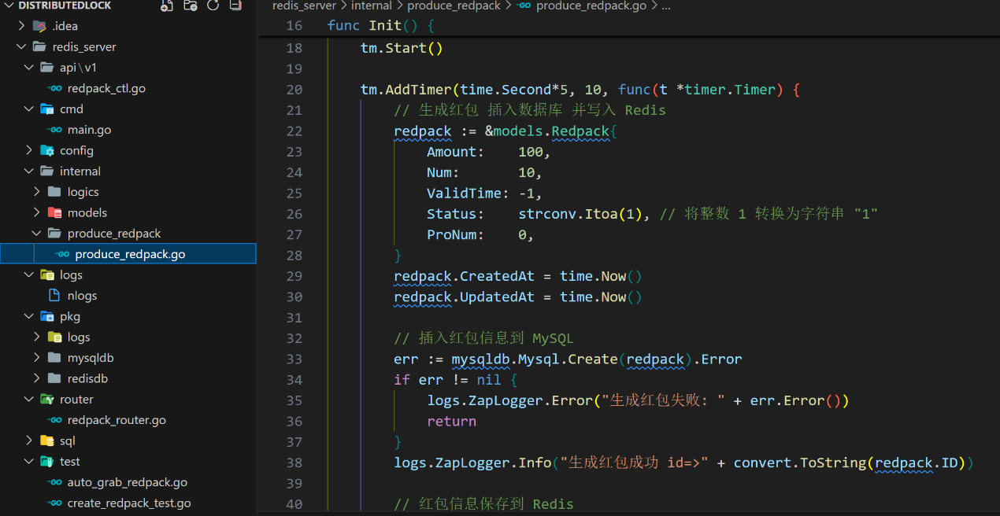 DISTRIBUTEDLOCK
.idea
redis_server
api\v1
redpack_ctl.go
cmd
main.go
config
internal
logics
models
produce_redpack
produce_redpack.go
logs
nlogs
pkg
logs
mysqldb
redisdb
router
redpack_router.go
sql
test
auto_grab_redpack.go
create_redpack_test.go
redis_server > internal > produce_redpack > produce_redpack.go > ...
16 func Init() {
18 tm.Start()
19
20 tm.AddTimer(time.Second*5, 10, func(t *timer.Timer) {
21 // 生成红包 插入数据库 并写入 Redis
22 redpack := &models.Redpack{
23 Amount: 100,
24 Num: 10,
25 ValidTime: -1,
26 Status: strconv.Itoa(1), // 将整数 1 转换为字符串 "1"
27 ProNum: 0,
28 }
29 redpack.CreatedAt = time.Now()
30 redpack.UpdatedAt = time.Now()
31
32 // 插入红包信息到 MySQL
33 err := mysqldb.Mysql.Create(redpack).Error
34 if err != nil {
35 logs.ZapLogger.Error("生成红包失败: " + err.Error())
36 return
37 }
38 logs.ZapLogger.Info("生成红包成功 id=>" + convert.ToString(redpack.ID))
39
40 // 红包信息保存到 Redis